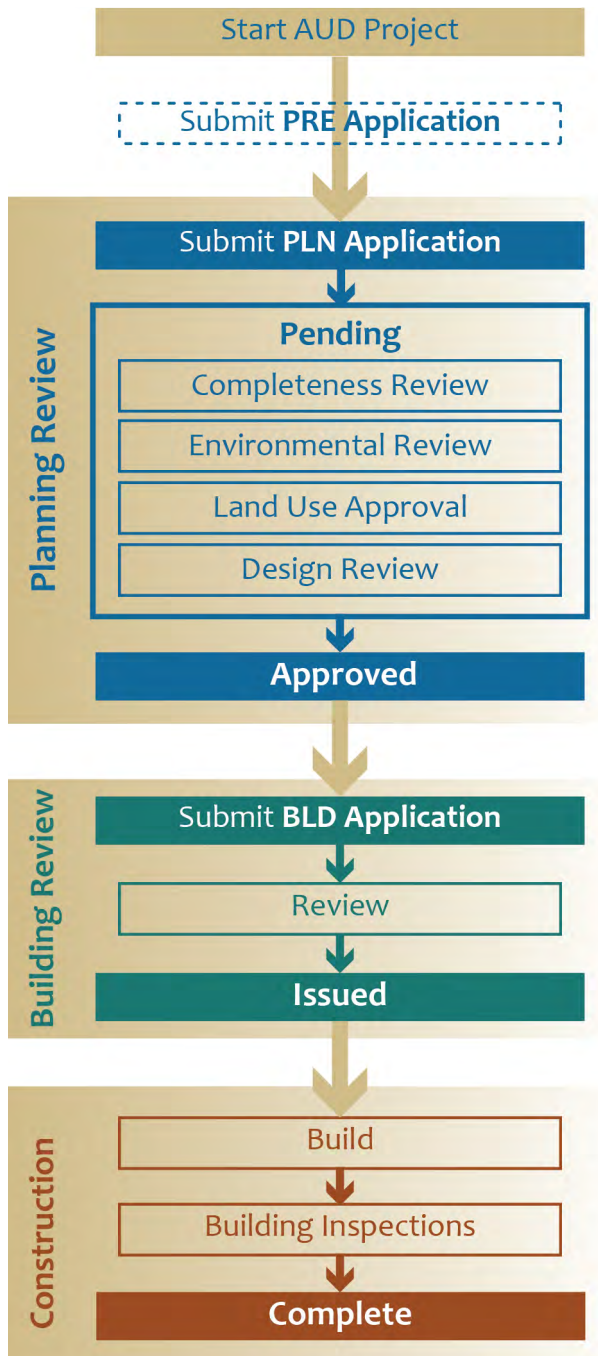 Start AUD Project
Submit PRE Application
Planning Review
Submit PLN Application
Pending
Completeness Review
Environmental Review
Land Use Approval
Design Review
Approved
Building Review
Submit BLD Application
Review
Issued
Construction
Build
Building Inspections
Complete